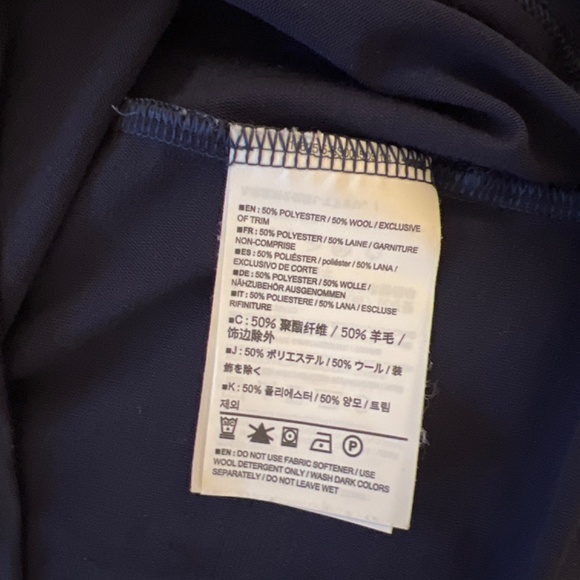 ■EN : 50% POLYESTER / 50% WOOL / EXCLUSIVE
OF TRIM
■FR : 50% POLYESTER / 50% LAINE / GARNITURE
NON-COMPRISE
■ES : 50% POLIÉSTER / poliéster / 50% LANA /
EXCLUSIVO DE CORTE
■DE : 50% POLYESTER / 50% WOLLE /
NÄHZUBEHÖR AUSGENOMMEN
■IT : 50% POLIESTERE / 50% LANA / ESCLUSE
RIFINITURE
■C : 50% 聚酯纤维 / 50% 羊毛 /
饰边除外
■J : 50% ポリエステル / 50% ウール / 装
飾を除く
■K : 50% 폴리에스터 / 50% 양모 / 트림
제외
P
■EN : DO NOT USE FABRIC SOFTENER / USE
WOOL DETERGENT ONLY / WASH DARK COLORS
SEPARATELY / DO NOT LEAVE WET